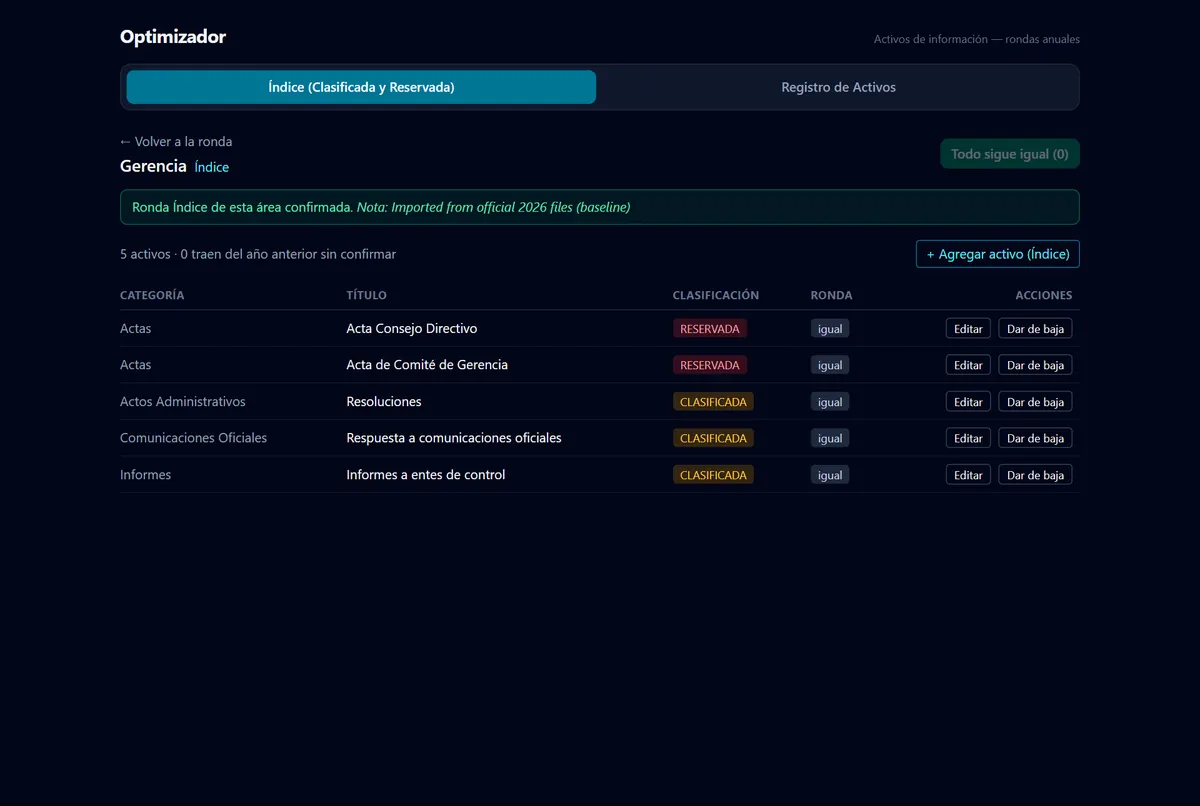 Optimizador
Activos de información — rondas anuales
Índice (Clasificada y Reservada)
Registro de Activos
← Volver a la ronda
Gerencia Índice
Todo sigue igual (0)
Ronda Índice de esta área confirmada. Nota: Imported from official 2026 files (baseline)
5 activos · 0 traen del año anterior sin confirmar
+ Agregar activo (Índice)
CATEGORÍA TÍTULO CLASIFICACIÓN RONDA ACCIONES
Actas Acta Consejo Directivo RESERVADA igual Editar Dar de baja
Actas Acta de Comité de Gerencia RESERVADA igual Editar Dar de baja
Actos Administrativos Resoluciones CLASIFICADA igual Editar Dar de baja
Comunicaciones Oficiales Respuesta a comunicaciones oficiales CLASIFICADA igual Editar Dar de baja
Informes Informes a entes de control CLASIFICADA igual Editar Dar de baja